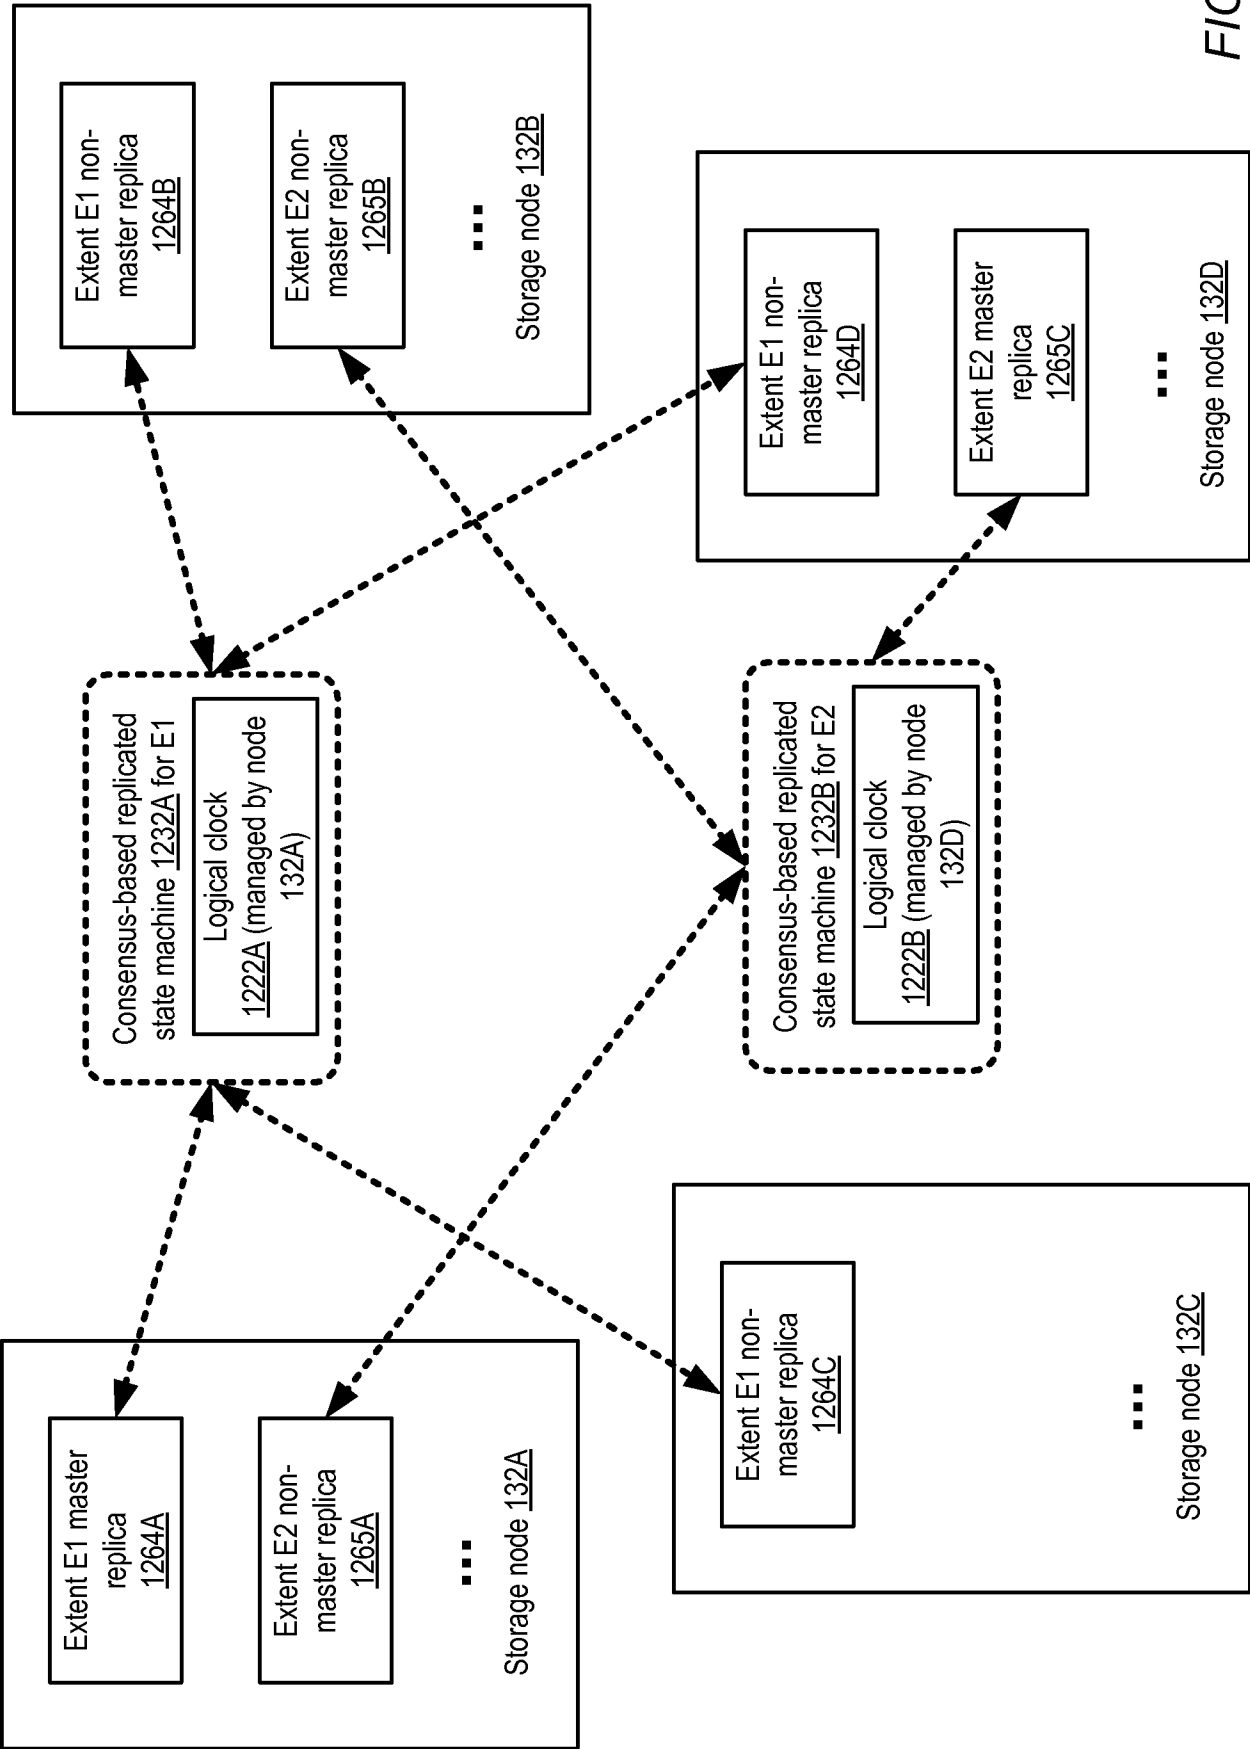 Extent E1 master
replica
1264A
Extent E2 non-
master replica
1265A
...
Storage node 132A
Consensus-based replicated
state machine 1232A for E1
Logical clock
1222A (managed by node
132A)
Extent E1 non-
master replica
1264B
Extent E2 non-
master replica
1265B
...
Storage node 132B
Extent E1 non-
master replica
1264C
...
Storage node 132C
Consensus-based replicated
state machine 1232B for E2
Logical clock
1222B (managed by node
132D)
Extent E1 non-
master replica
1264D
Extent E2 master
replica
1265C
...
Storage node 132D